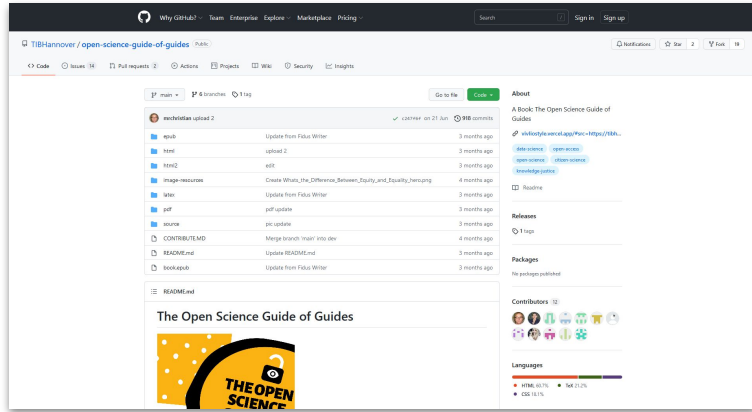 Why GitHub? Team Enterprise Explore Marketplace Pricing Search / Sign in Sign up
TIBHannover / open-science-guide-of-guides Public Notifications Star 2 Fork 18
Code Issues 14 Pull requests 2 Actions Projects Wiki Security Insights
main 6 branches 1 tag Go to file Code
About
A Book: The Open Science Guide of Guides
vivliostyle.vercel.app/#src=https://tibh...
data-science open-access
open-science citizen-science
knowledge-justice
Readme
mrchristian upload 2 on 21 Jun 918 commits
epub Update from Fidus Writer 3 months ago
html upload 2 3 months ago
html2 edit 3 months ago
image-resources Create Whats_the_Difference_Between_Equity_and_Equality_hero.png 4 months ago
latex Update from Fidus Writer 3 months ago
pdf pdf update 3 months ago
source pic update 3 months ago
CONTRIBUTE.MD Merge branch 'main' into dev 4 months ago
README.md Update README.md 3 months ago
book.epub Update from Fidus Writer 3 months ago
Releases
1 tags
Packages
No packages published
Contributors 12
Languages
HTML 60.7% TeX 21.2%
CSS 18.1%
README.md
The Open Science Guide of Guides
THE OPEN
SCIENCE